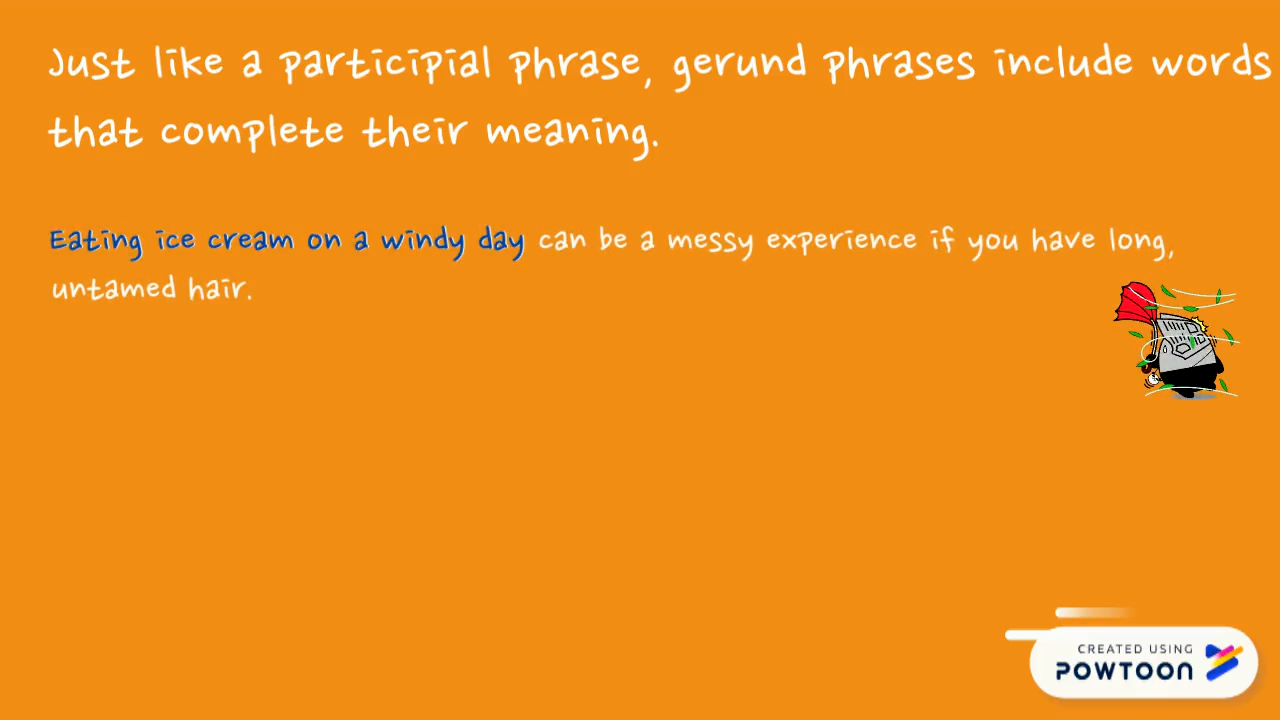 Just like a participial phrase, gerund phrases include words
that complete their meaning.
Eating ice cream on a windy day can be a messy experience if you have long,
untamed hair.
CREATED USING
POWTOON